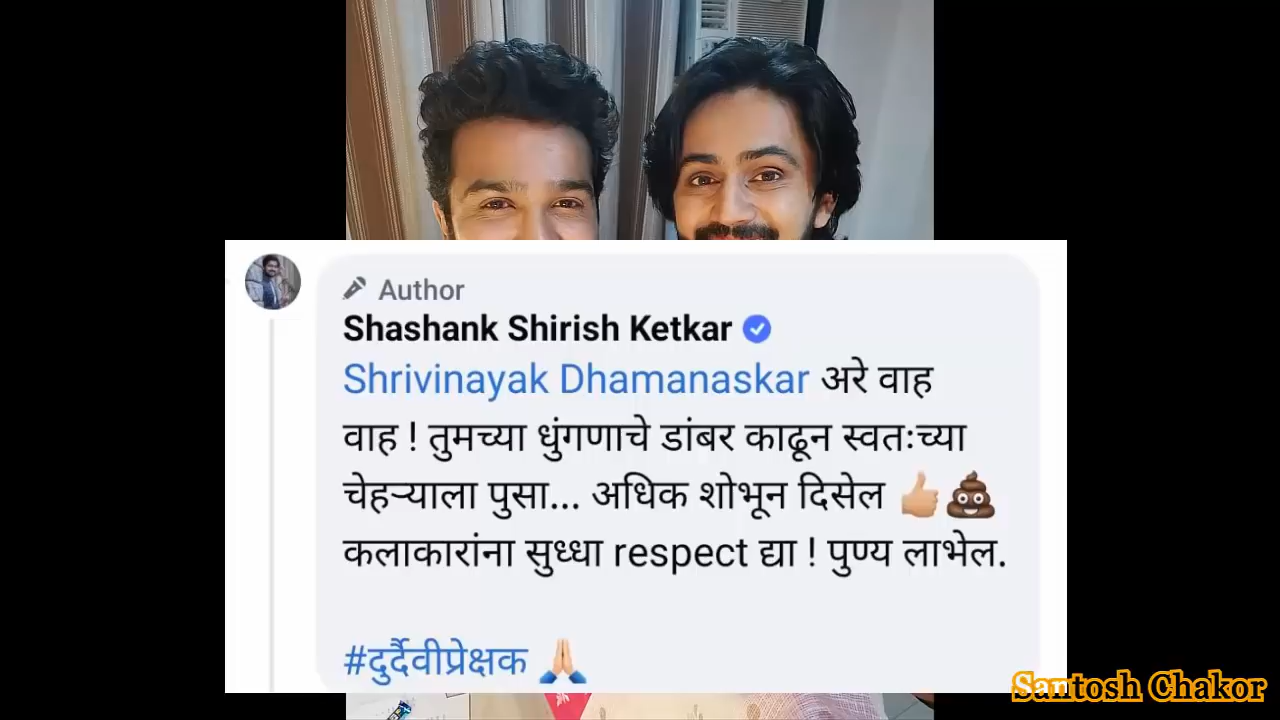 Author
Shashank Shirish Ketkar
Shrivinayak Dhamanaskar अरे वाह
वाह ! तुमच्या धुंगणाचे डांबर काढून स्वतःच्या
चेहऱ्याला पुसा... अधिक शोभून दिसेल 👍💩
कलाकारांना सुध्धा respect द्या ! पुण्य लाभेल.
#दुर्दैवीप्रेक्षक 🙏
Santosh Chakor